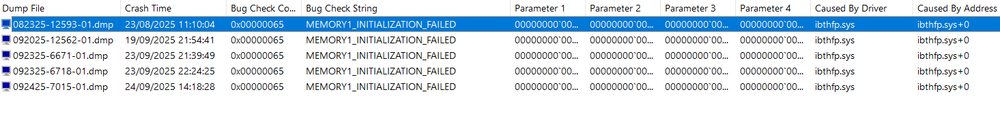 Dump File Crash Time Bug Check Co... Bug Check String Parameter 1 Parameter 2 Parameter 3 Parameter 4 Caused By Driver Caused By Address
082325-12593-01.dmp 23/08/2025 11:10:04 0x00000065 MEMORY1_INITIALIZATION_FAILED 00000000`00... 00000000`00... 00000000`00... 00000000`00... ibthfp.sys ibthfp.sys+0
092025-12562-01.dmp 19/09/2025 21:54:41 0x00000065 MEMORY1_INITIALIZATION_FAILED 00000000`00... 00000000`00... 00000000`00... 00000000`00... ibthfp.sys ibthfp.sys+0
092325-6671-01.dmp 23/09/2025 21:39:49 0x00000065 MEMORY1_INITIALIZATION_FAILED 00000000`00... 00000000`00... 00000000`00... 00000000`00... ibthfp.sys ibthfp.sys+0
092325-6718-01.dmp 23/09/2025 22:24:25 0x00000065 MEMORY1_INITIALIZATION_FAILED 00000000`00... 00000000`00... 00000000`00... 00000000`00... ibthfp.sys ibthfp.sys+0
092425-7015-01.dmp 24/09/2025 14:18:28 0x00000065 MEMORY1_INITIALIZATION_FAILED 00000000`00... 00000000`00... 00000000`00... 00000000`00... ibthfp.sys ibthfp.sys+0